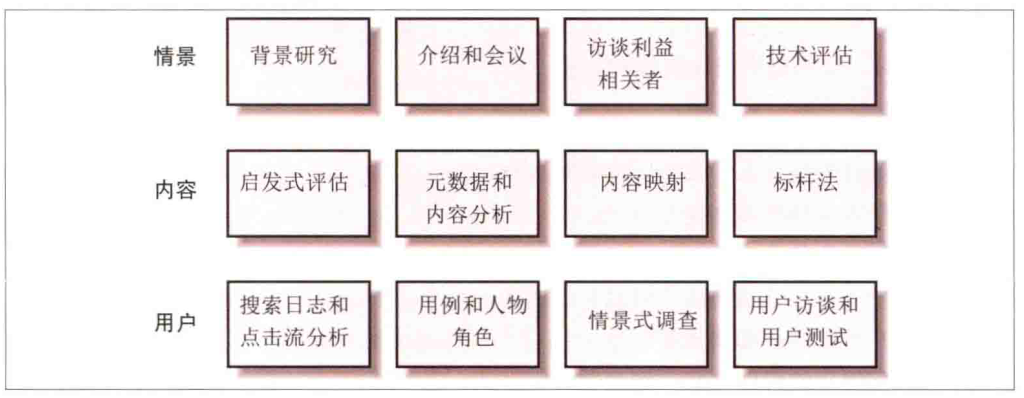 情景
背景研究
介绍和会议
访谈利益
相关者
技术评估
内容
启发式评估
元数据和
内容分析
内容映射
标杆法
用户
搜索日志和
点击流分析
用例和人物
角色
情景式调查
用户访谈和
用户测试